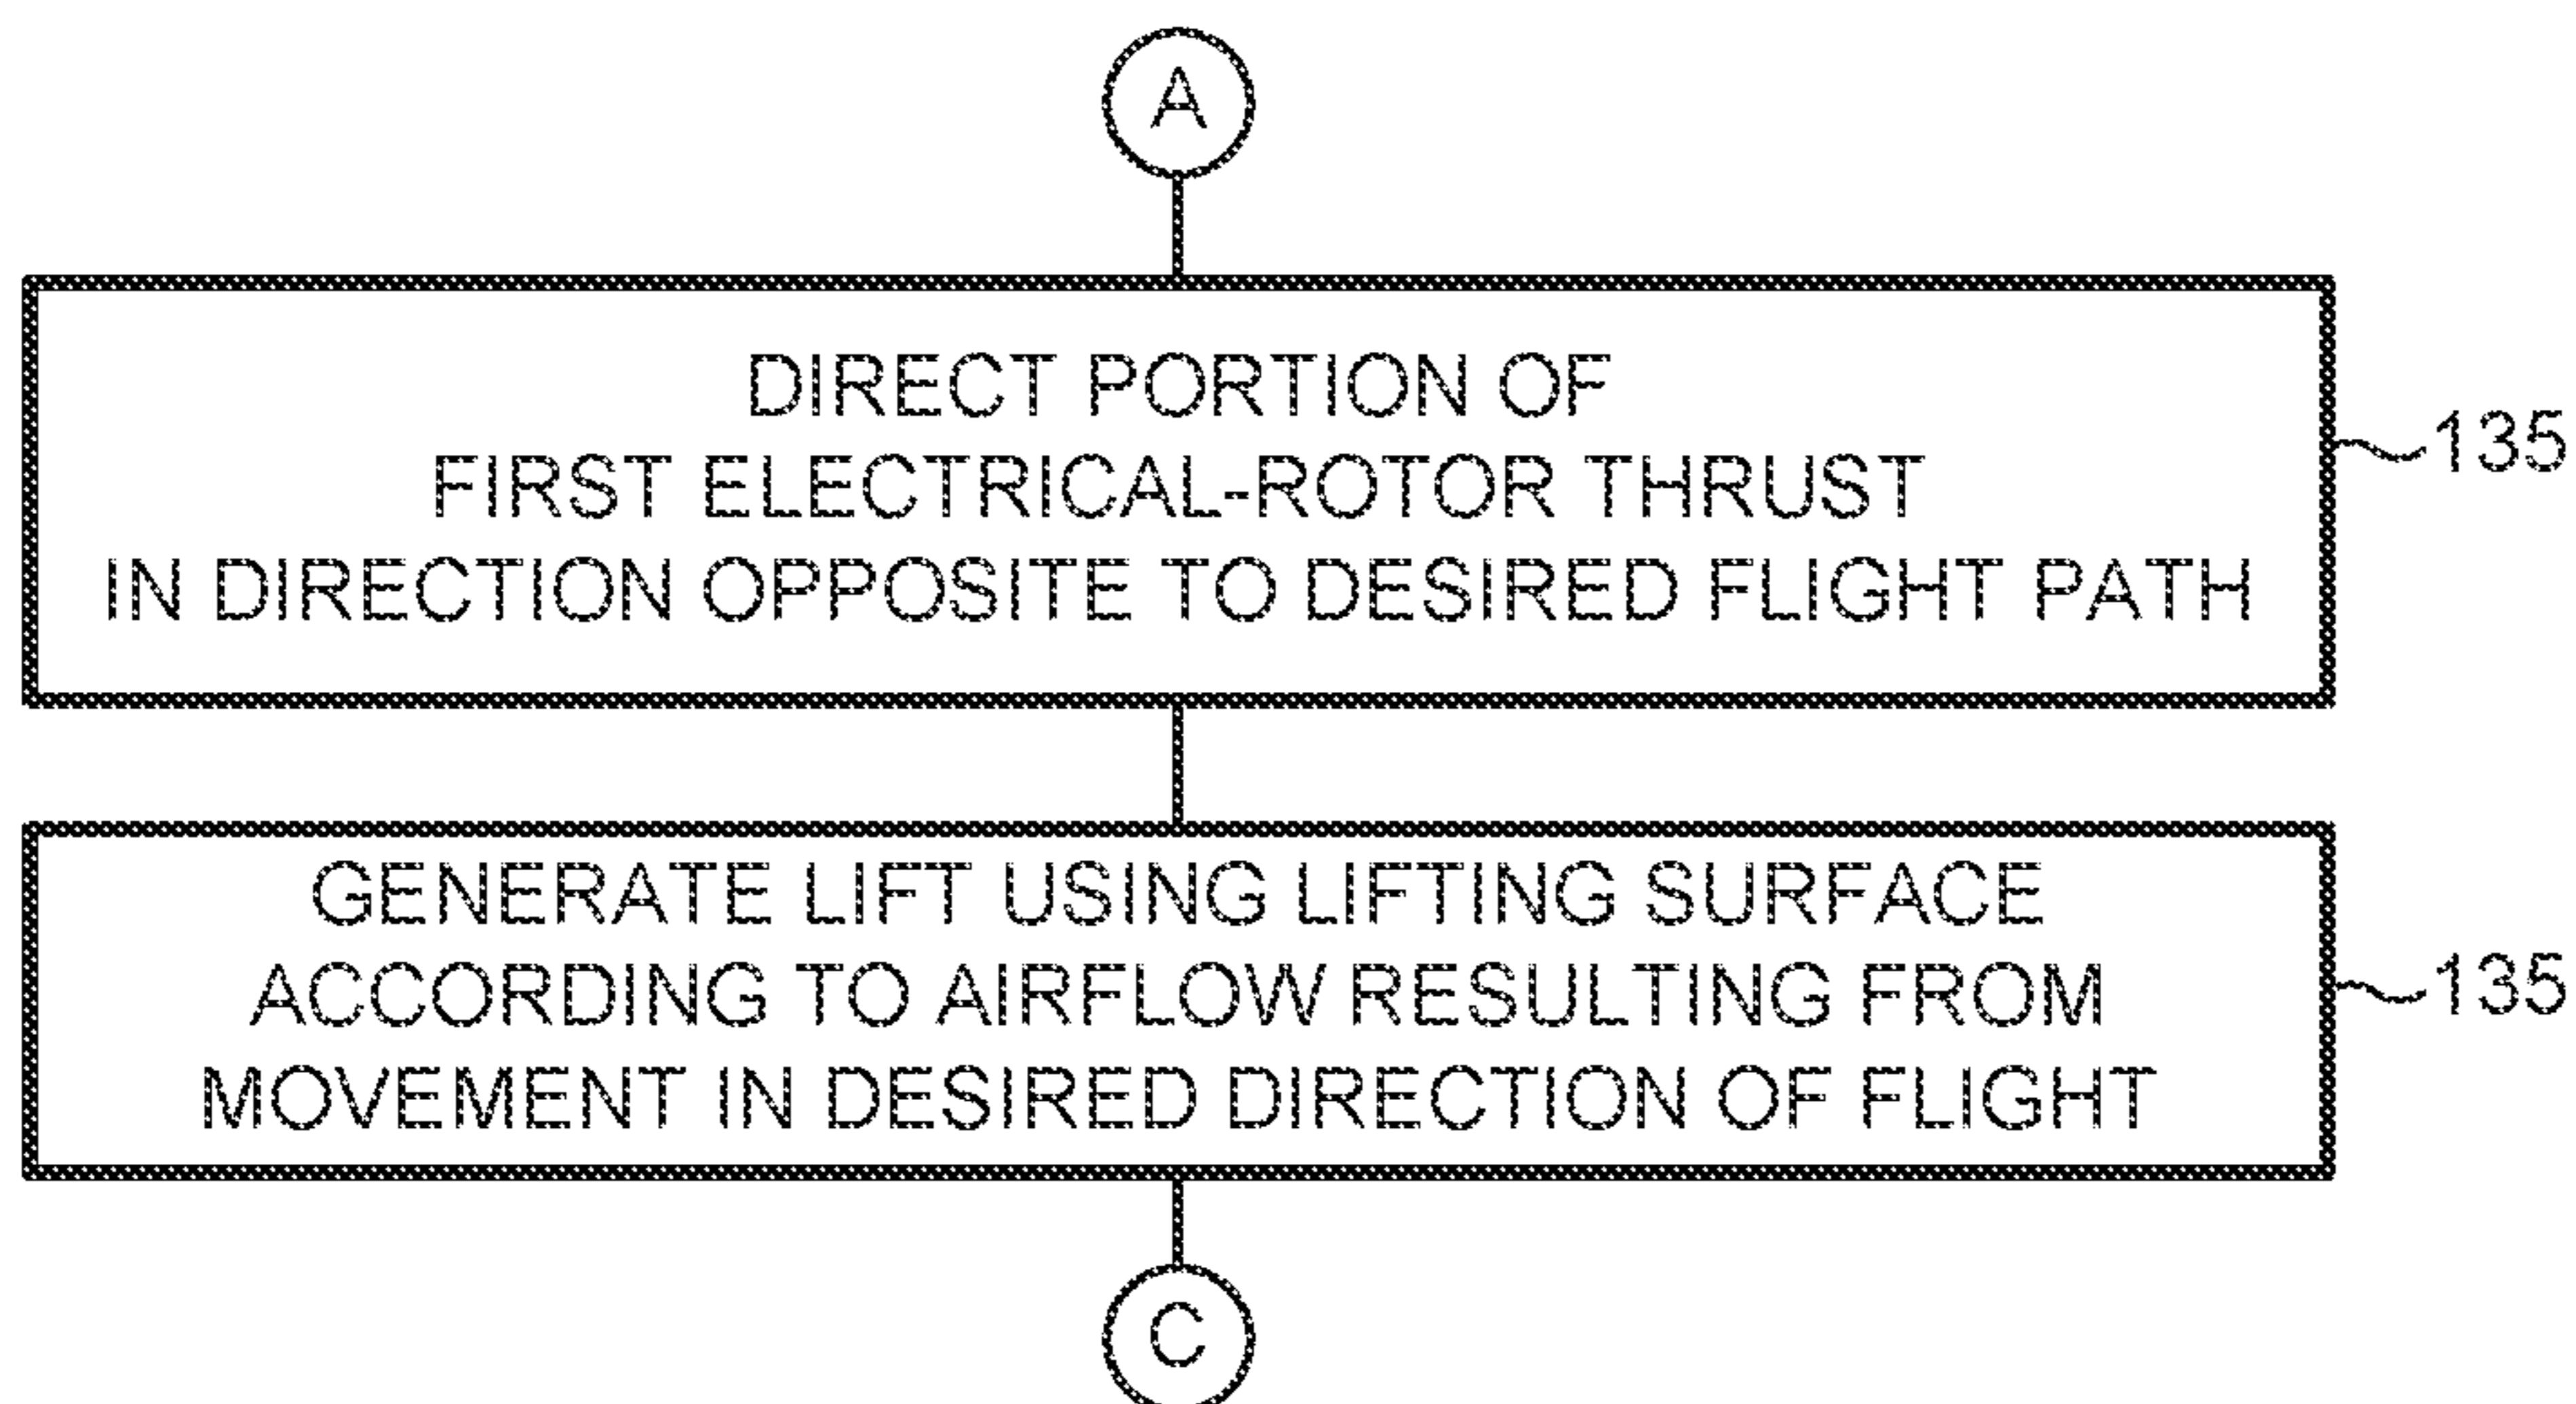 A
DIRECT PORTION OF
FIRST ELECTRICAL-ROTOR THRUST
IN DIRECTION OPPOSITE TO DESIRED FLIGHT PATH
135
GENERATE LIFT USING LIFTING SURFACE
ACCORDING TO AIRFLOW RESULTING FROM
MOVEMENT IN DESIRED DIRECTION OF FLIGHT
135
C